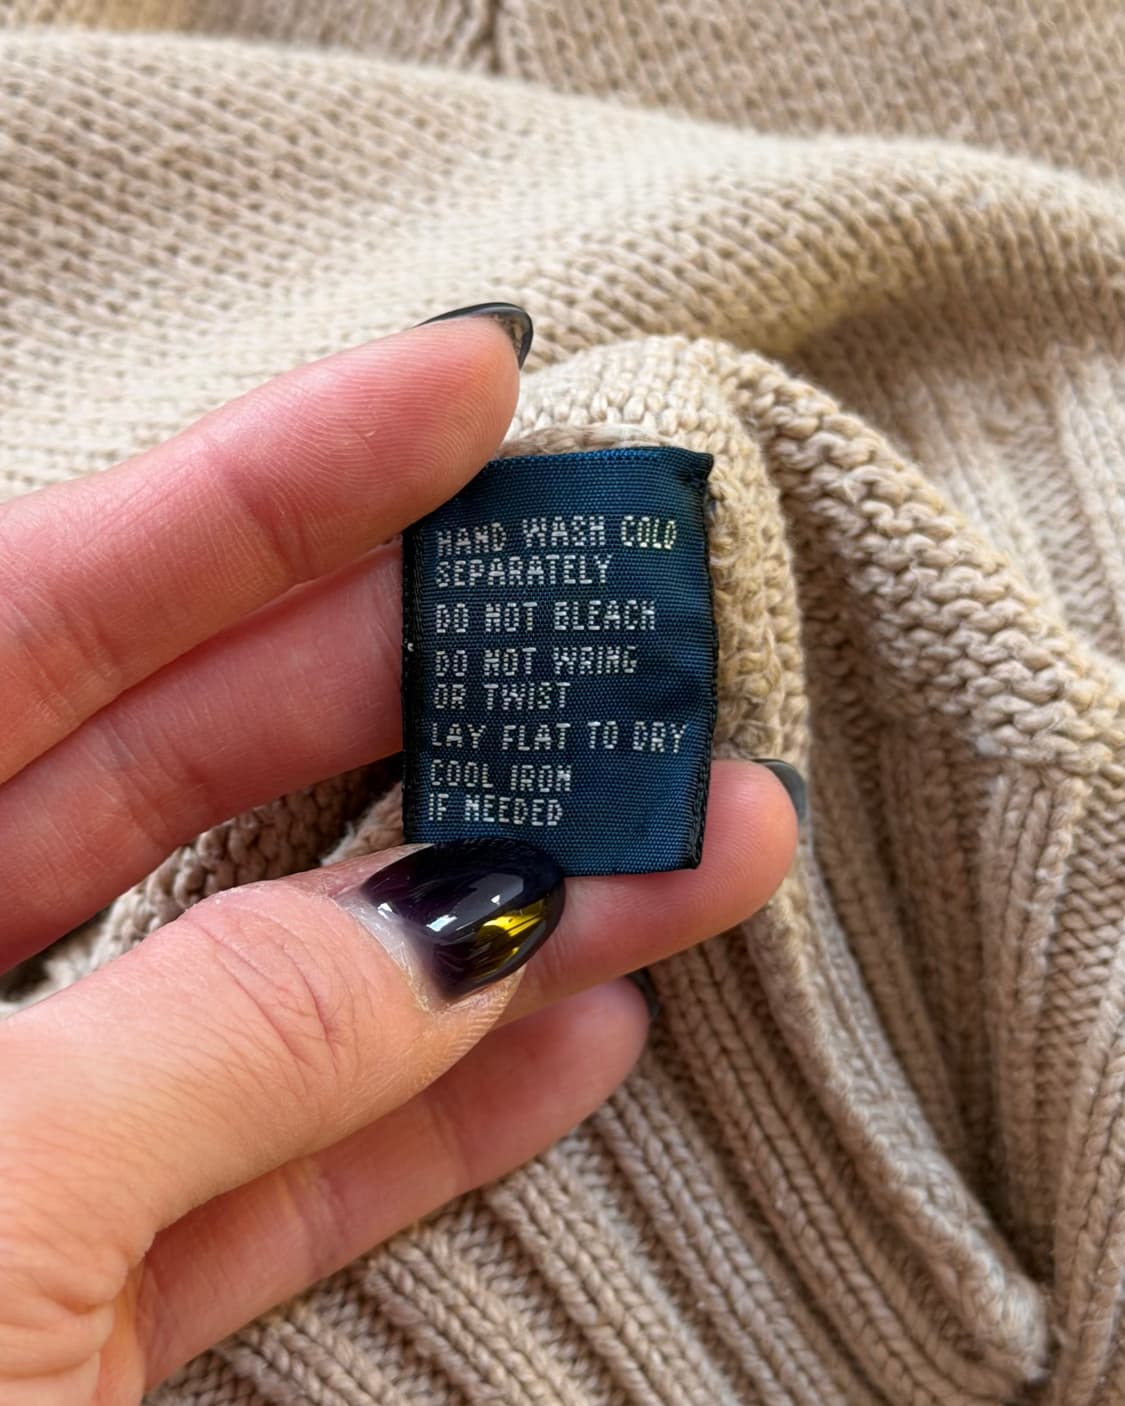 HAND WASH COLD
SEPARATELY
DO NOT BLEACH
DO NOT WRING
OR TWIST
LAY FLAT TO DRY
COOL IRON
IF NEEDED